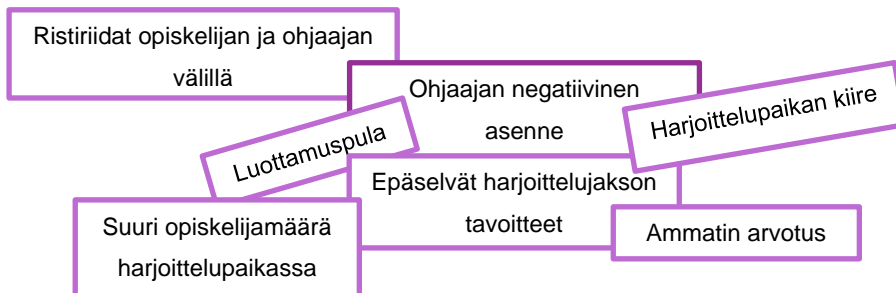 Ristiriidat opiskelijan ja ohjaajan
välillä
Ohjaajan negatiivinen
asenne
Harjoittelupaikan kiire
Luottamuspula
Epäselvät harjoittelujakson
tavoitteet
Suuri opiskelijamäärä
harjoittelupaikassa
Ammatin arvotus